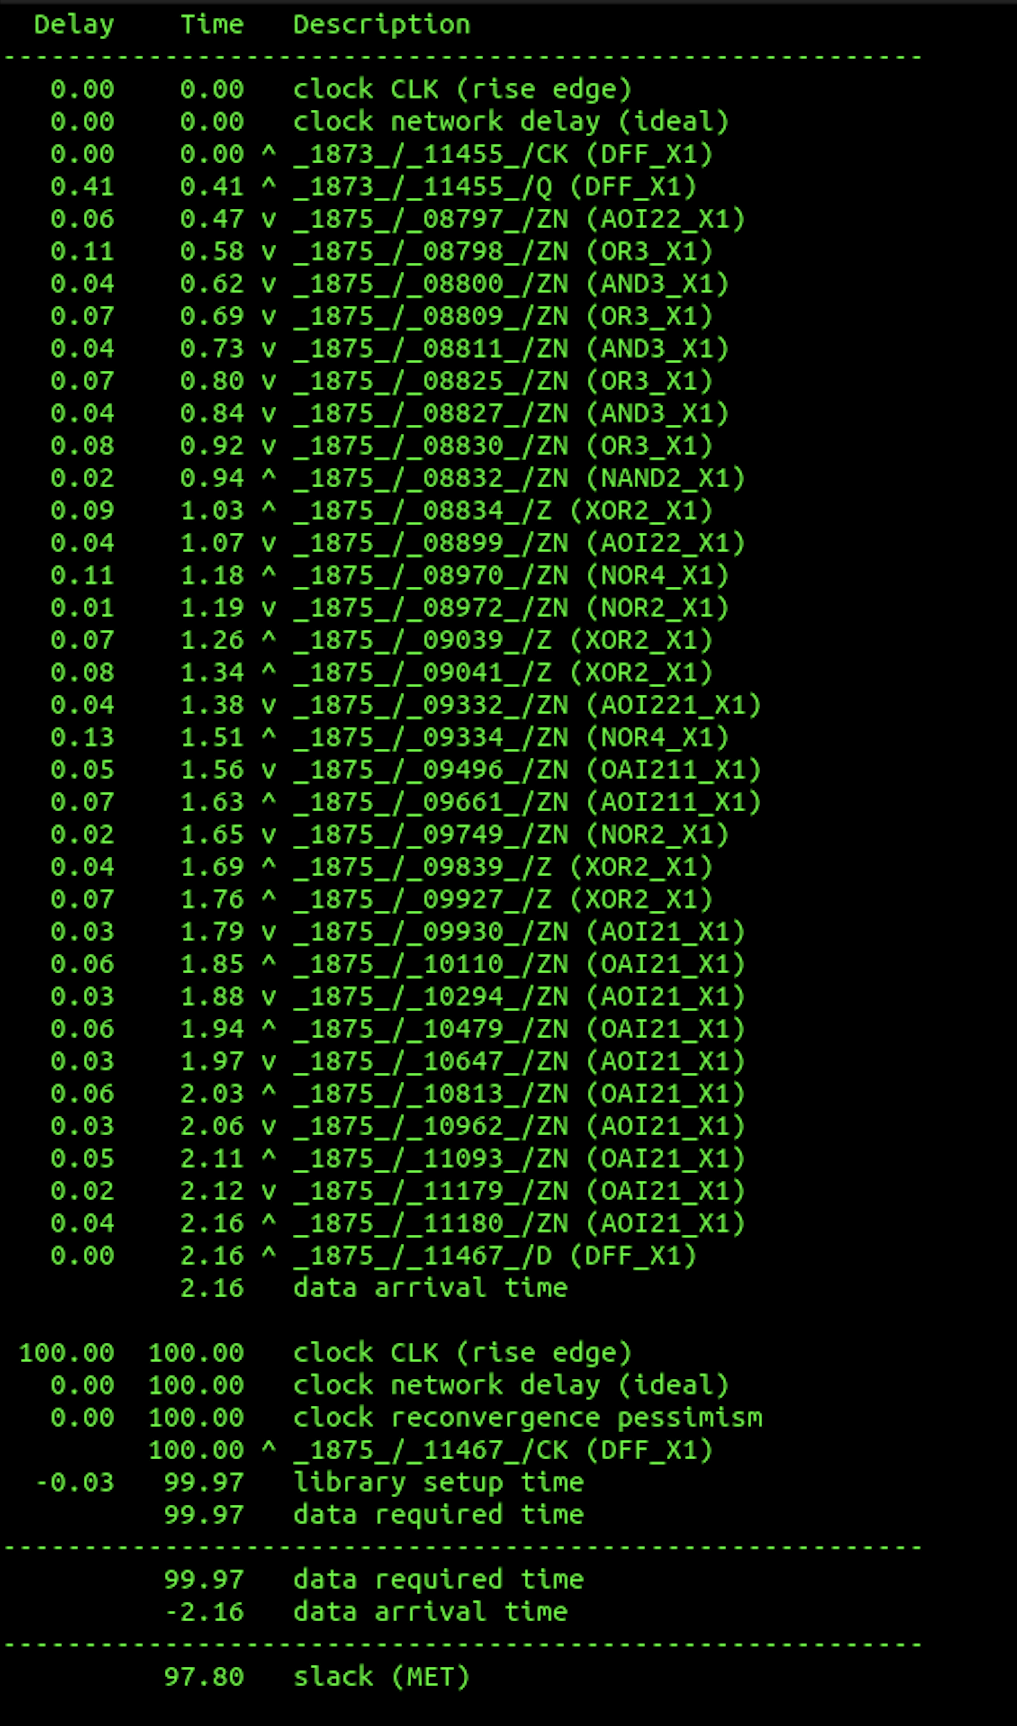 Delay    Time   Description
---------------------------------------------------------
0.00    0.00   clock CLK (rise edge)
0.00    0.00   clock network delay (ideal)
0.00    0.00 ^ _1873_/_11455_/CK (DFF_X1)
0.41    0.41 ^ _1873_/_11455_/Q (DFF_X1)
0.06    0.47 v _1875_/_08797_/ZN (AOI22_X1)
0.11    0.58 v _1875_/_08798_/ZN (OR3_X1)
0.04    0.62 v _1875_/_08800_/ZN (AND3_X1)
0.07    0.69 v _1875_/_08809_/ZN (OR3_X1)
0.04    0.73 v _1875_/_08811_/ZN (AND3_X1)
0.07    0.80 v _1875_/_08825_/ZN (OR3_X1)
0.04    0.84 v _1875_/_08827_/ZN (AND3_X1)
0.08    0.92 v _1875_/_08830_/ZN (OR3_X1)
0.02    0.94 ^ _1875_/_08832_/ZN (NAND2_X1)
0.09    1.03 ^ _1875_/_08834_/Z (XOR2_X1)
0.04    1.07 v _1875_/_08899_/ZN (AOI22_X1)
0.11    1.18 ^ _1875_/_08970_/ZN (NOR4_X1)
0.01    1.19 v _1875_/_08972_/ZN (NOR2_X1)
0.07    1.26 ^ _1875_/_09039_/Z (XOR2_X1)
0.08    1.34 ^ _1875_/_09041_/Z (XOR2_X1)
0.04    1.38 v _1875_/_09332_/ZN (AOI221_X1)
0.13    1.51 ^ _1875_/_09334_/ZN (NOR4_X1)
0.05    1.56 v _1875_/_09496_/ZN (OAI211_X1)
0.07    1.63 ^ _1875_/_09661_/ZN (AOI211_X1)
0.02    1.65 v _1875_/_09749_/ZN (NOR2_X1)
0.04    1.69 ^ _1875_/_09839_/Z (XOR2_X1)
0.07    1.76 ^ _1875_/_09927_/Z (XOR2_X1)
0.03    1.79 v _1875_/_09930_/ZN (AOI21_X1)
0.06    1.85 ^ _1875_/_10110_/ZN (OAI21_X1)
0.03    1.88 v _1875_/_10294_/ZN (AOI21_X1)
0.06    1.94 ^ _1875_/_10479_/ZN (OAI21_X1)
0.03    1.97 v _1875_/_10647_/ZN (AOI21_X1)
0.06    2.03 ^ _1875_/_10813_/ZN (OAI21_X1)
0.03    2.06 v _1875_/_10962_/ZN (AOI21_X1)
0.05    2.11 ^ _1875_/_11093_/ZN (OAI21_X1)
0.02    2.12 v _1875_/_11179_/ZN (OAI21_X1)
0.04    2.16 ^ _1875_/_11180_/ZN (AOI21_X1)
0.00    2.16 ^ _1875_/_11467_/D (DFF_X1)
2.16   data arrival time
100.00  100.00   clock CLK (rise edge)
0.00  100.00   clock network delay (ideal)
0.00  100.00   clock reconvergence pessimism
100.00 ^ _1875_/_11467_/CK (DFF_X1)
-0.03   99.97   library setup time
99.97   data required time
---------------------------------------------------------
99.97   data required time
-2.16   data arrival time
---------------------------------------------------------
97.80   slack (MET)